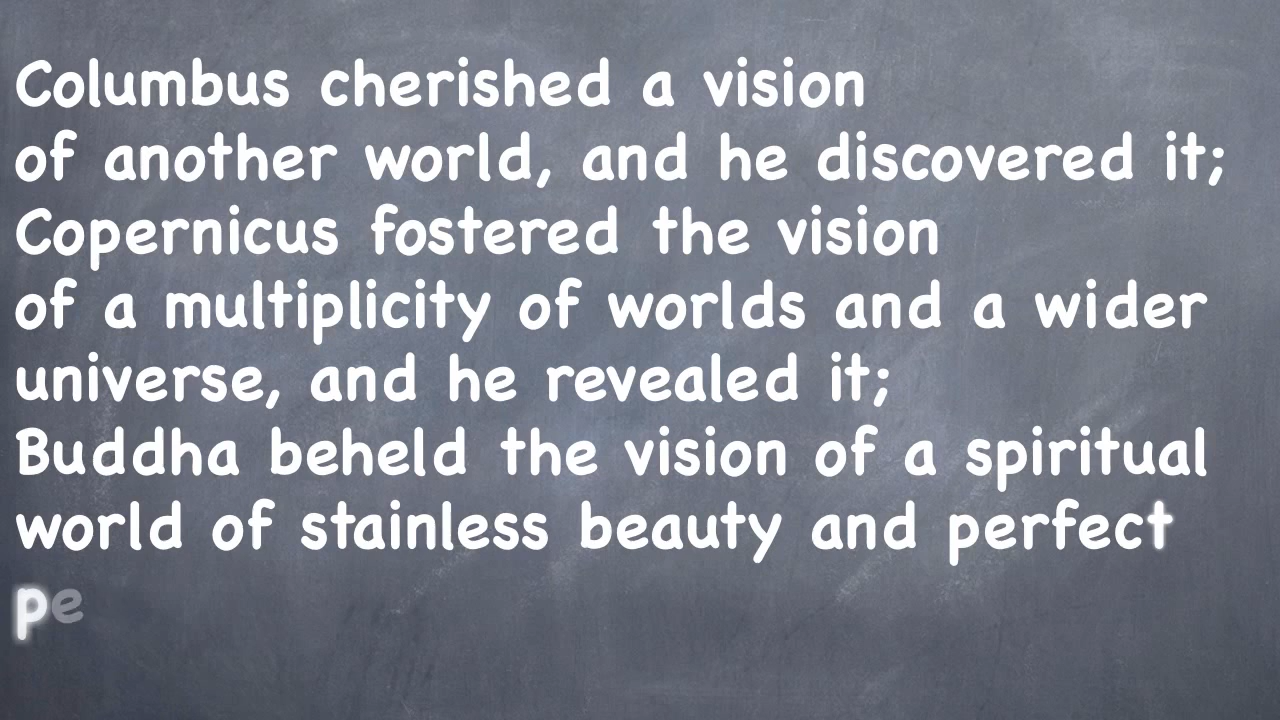 Columbus cherished a vision
of another world, and he discovered it;
Copernicus fostered the vision
of a multiplicity of worlds and a wider
universe, and he revealed it;
Buddha beheld the vision of a spiritual
world of stainless beauty and perfect
pe